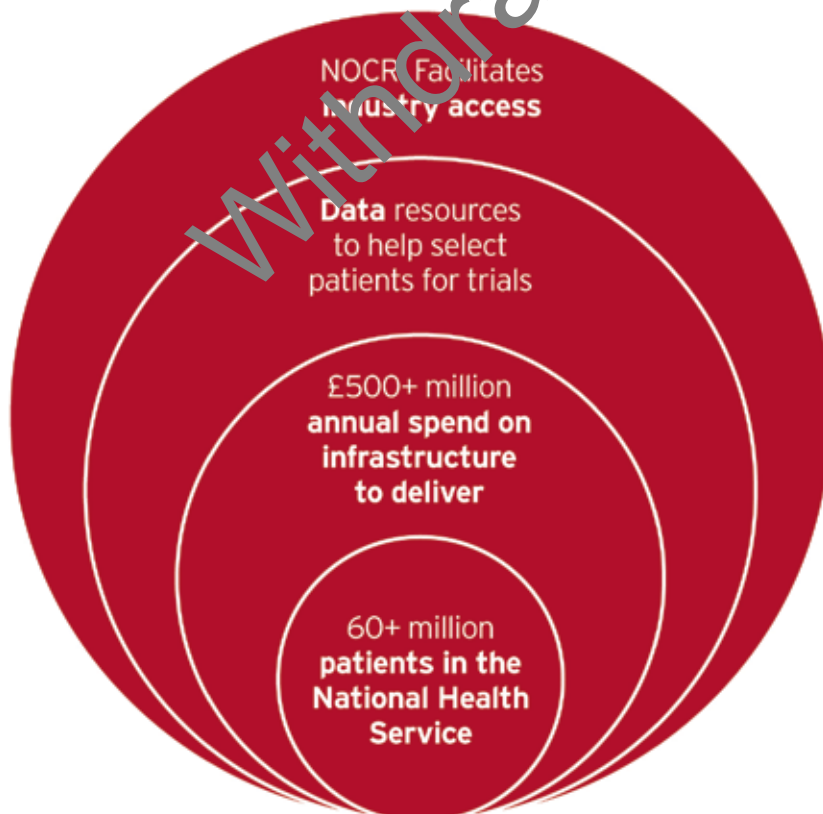 NOCRI Facilitates
industry access
Data resources
to help select
patients for trials
£500+ million
annual spend on
infrastructure
to deliver
60+ million
patients in the
National Health
Service